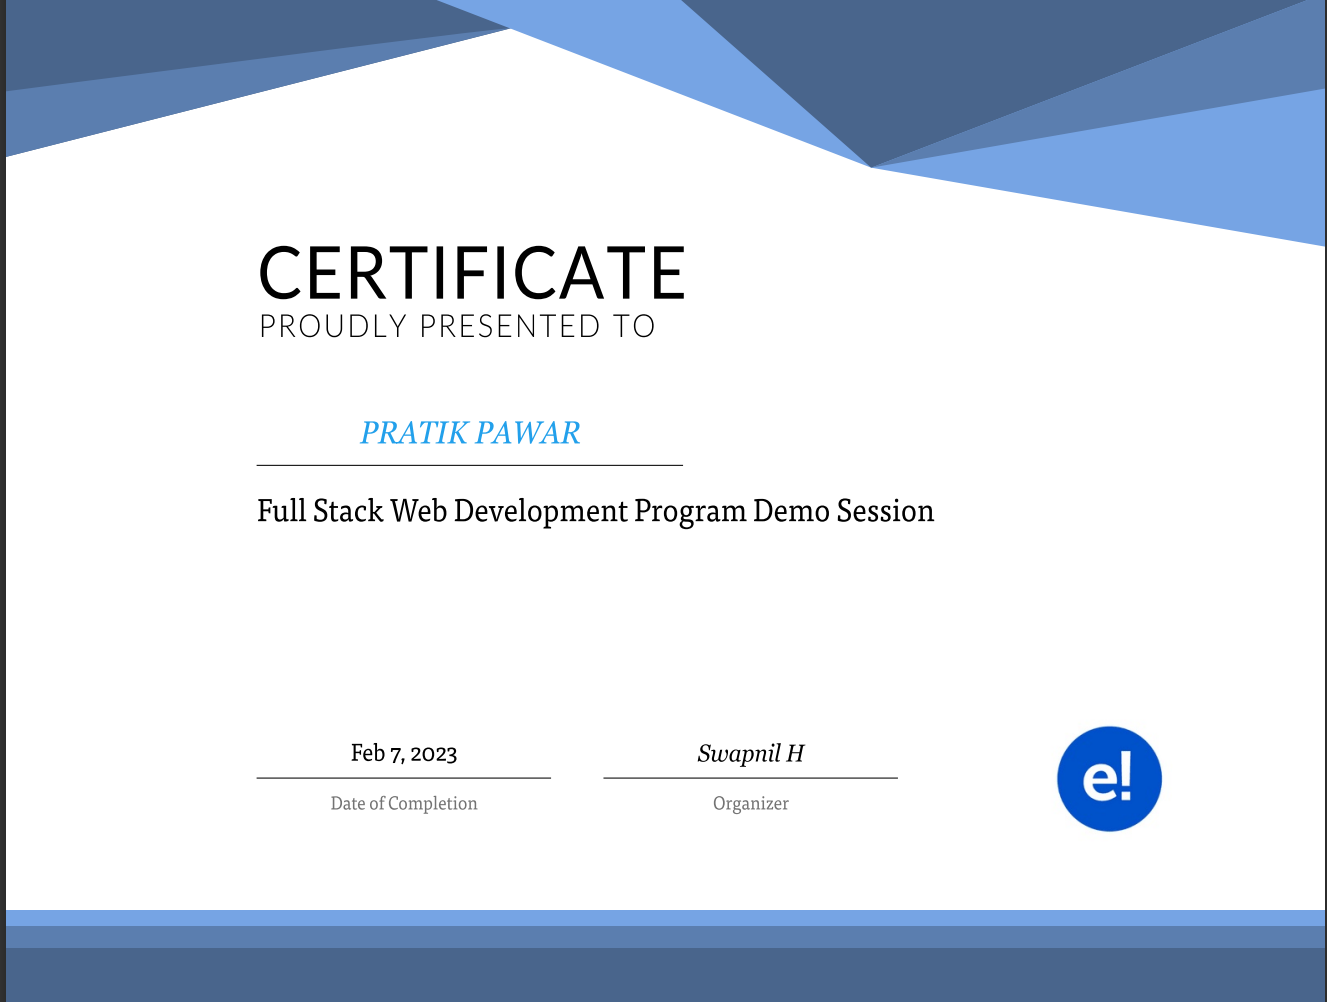 CERTIFICATE
PROUDLY PRESENTED TO
PRATIK PAWAR
Full Stack Web Development Program Demo Session
Feb 7, 2023
Swapnil H
Date of Completion
Organizer
e!